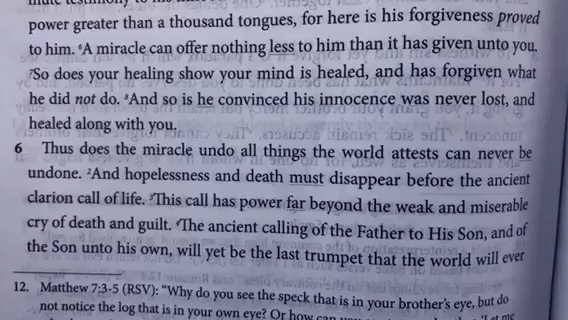 power greater than a thousand tongues, for here is his forgiveness proved
to him. ⁶A miracle can offer nothing less to him than it has given unto you.
⁷So does your healing show your mind is healed, and has forgiven what
he did not do. ⁸And so is he convinced his innocence was never lost, and
healed along with you.
6 Thus does the miracle undo all things the world attests can never be
undone. ²And hopelessness and death must disappear before the ancient
clarion call of life. ³This call has power far beyond the weak and miserable
cry of death and guilt. ⁴The ancient calling of the Father to His Son, and of
the Son unto his own, will yet be the last trumpet that the world will ever
12. Matthew 7:3-5 (RSV): "Why do you see the speck that is in your brother's eye, but do
not notice the log that is in your own eye? Or how can